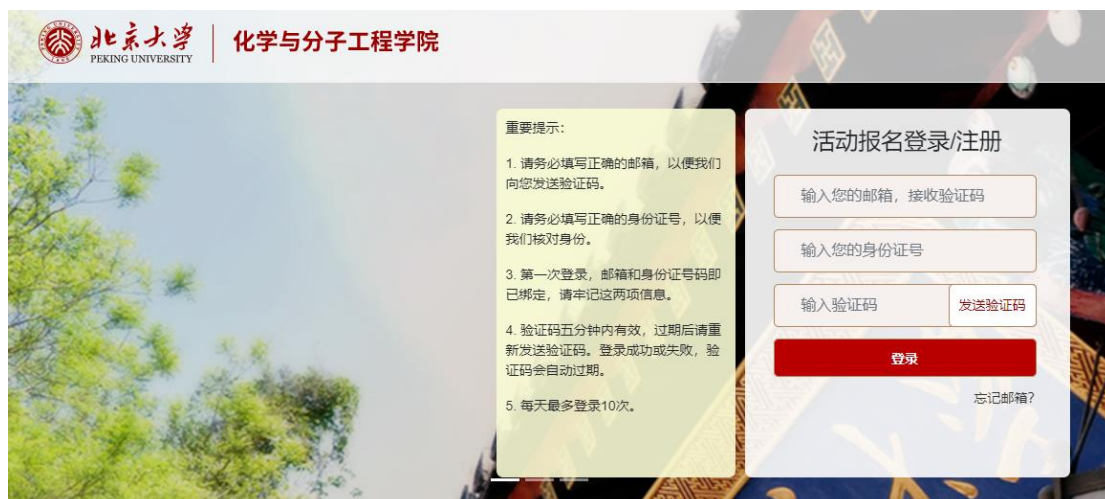 北京大学
PEKING UNIVERSITY
化学与分子工程学院
重要提示：
1. 请务必填写正确的邮箱，以便我们
向您发送验证码。
2. 请务必填写正确的身份证号，以便
我们核对身份。
3. 第一次登录，邮箱和身份证号码即
已绑定，请牢记这两项信息。
4. 验证码五分钟内有效，过期后请重
新发送验证码。登录成功或失败，验
证码会自动过期。
5. 每天最多登录10次。
活动报名登录/注册
输入您的邮箱，接收验证码
输入您的身份证号
输入验证码
发送验证码
登录
忘记邮箱?